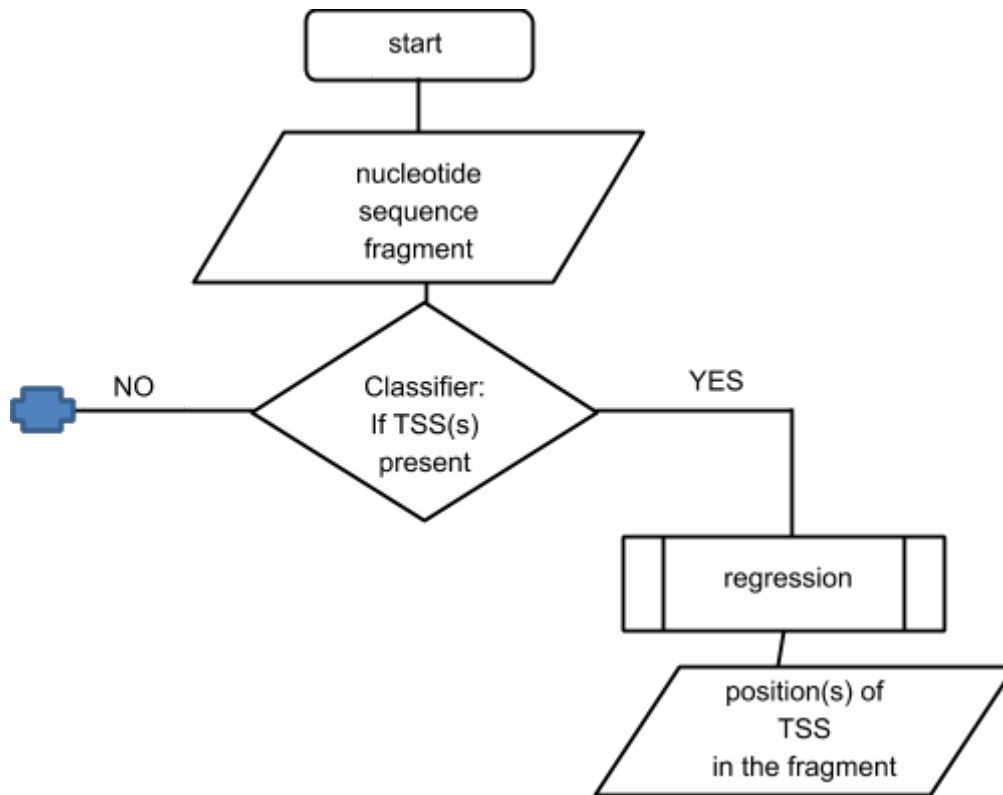 start
nucleotide
sequence
fragment
NO
Classifier:
If TSS(s)
present
YES
regression
position(s) of
TSS
in the fragment